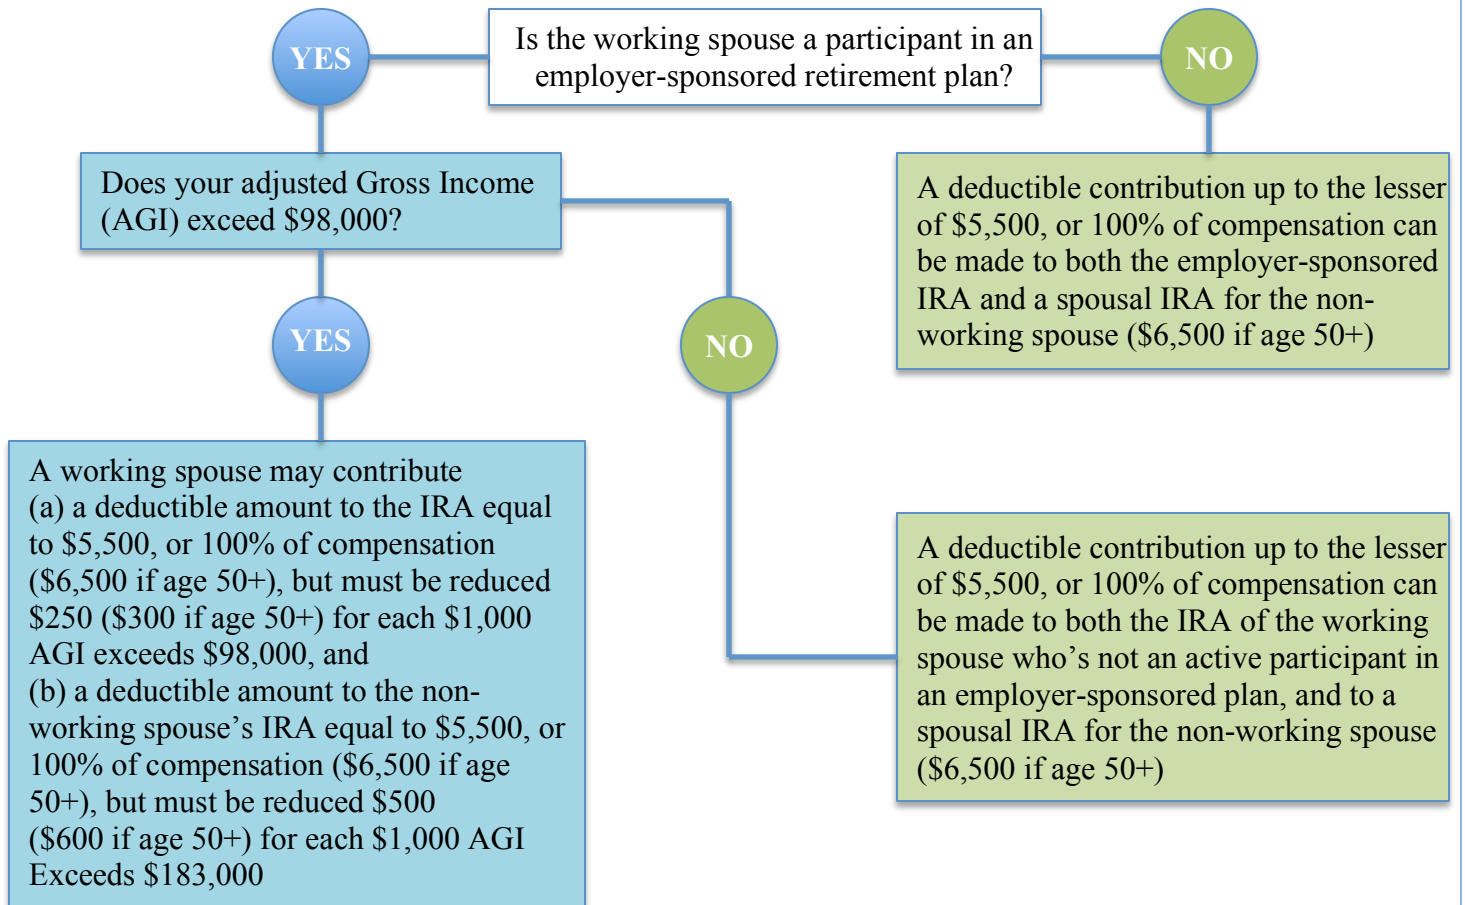 YES
Is the working spouse a participant in an
employer-sponsored retirement plan?
NO
Does your adjusted Gross Income
(AGI) exceed $98,000?
A deductible contribution up to the lesser
of $5,500, or 100% of compensation can
be made to both the employer-sponsored
IRA and a spousal IRA for the non-
working spouse ($6,500 if age 50+)
YES
NO
A working spouse may contribute
(a) a deductible amount to the IRA equal
to $5,500, or 100% of compensation
($6,500 if age 50+), but must be reduced
$250 ($300 if age 50+) for each $1,000
AGI exceeds $98,000, and
(b) a deductible amount to the non-
working spouse’s IRA equal to $5,500, or
100% of compensation ($6,500 if age
50+), but must be reduced $500
($600 if age 50+) for each $1,000 AGI
Exceeds $183,000
A deductible contribution up to the lesser
of $5,500, or 100% of compensation can
be made to both the IRA of the working
spouse who’s not an active participant in
an employer-sponsored plan, and to a
spousal IRA for the non-working spouse
($6,500 if age 50+)